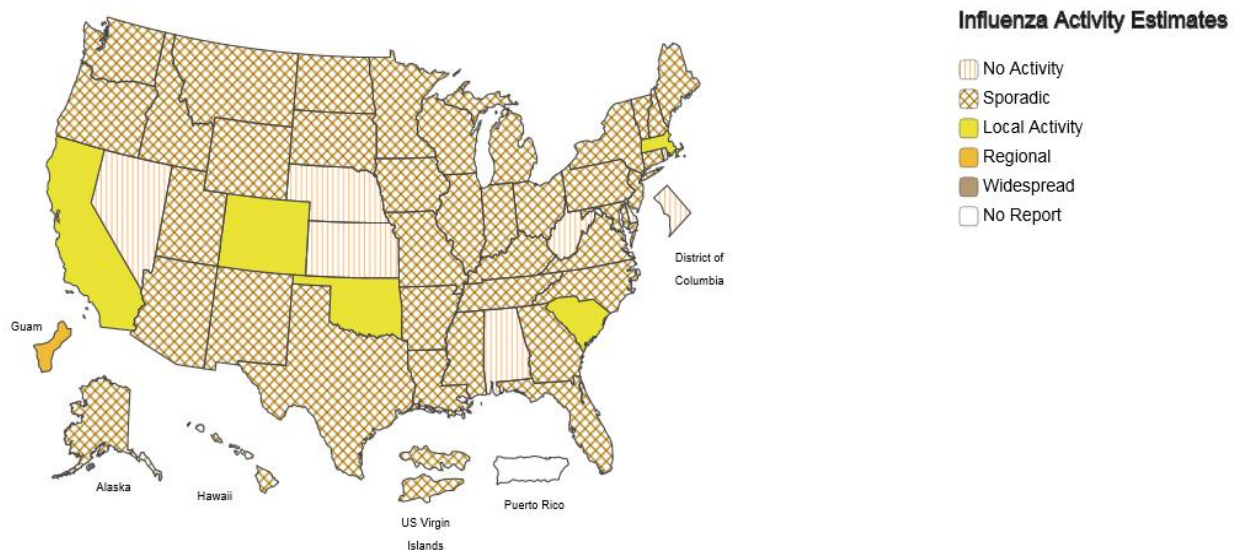 Influenza Activity Estimates
No Activity
Sporadic
Local Activity
Regional
Widespread
No Report
District of
Columbia
Guam
Alaska
Hawaii
US Virgin
Islands
Puerto Rico